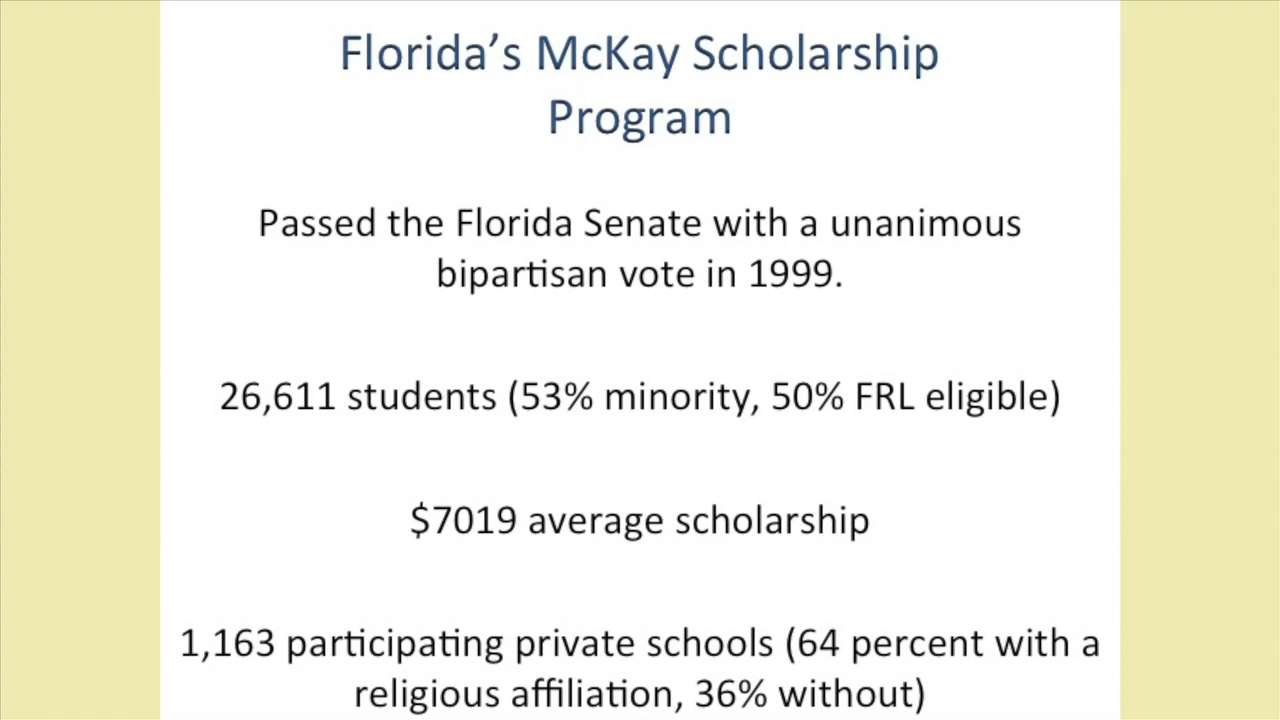 Florida’s McKay Scholarship
Program
Passed the Florida Senate with a unanimous
bipartisan vote in 1999.
26,611 students (53% minority, 50% FRL eligible)
$7019 average scholarship
1,163 participating private schools (64 percent with a
religious affiliation, 36% without)